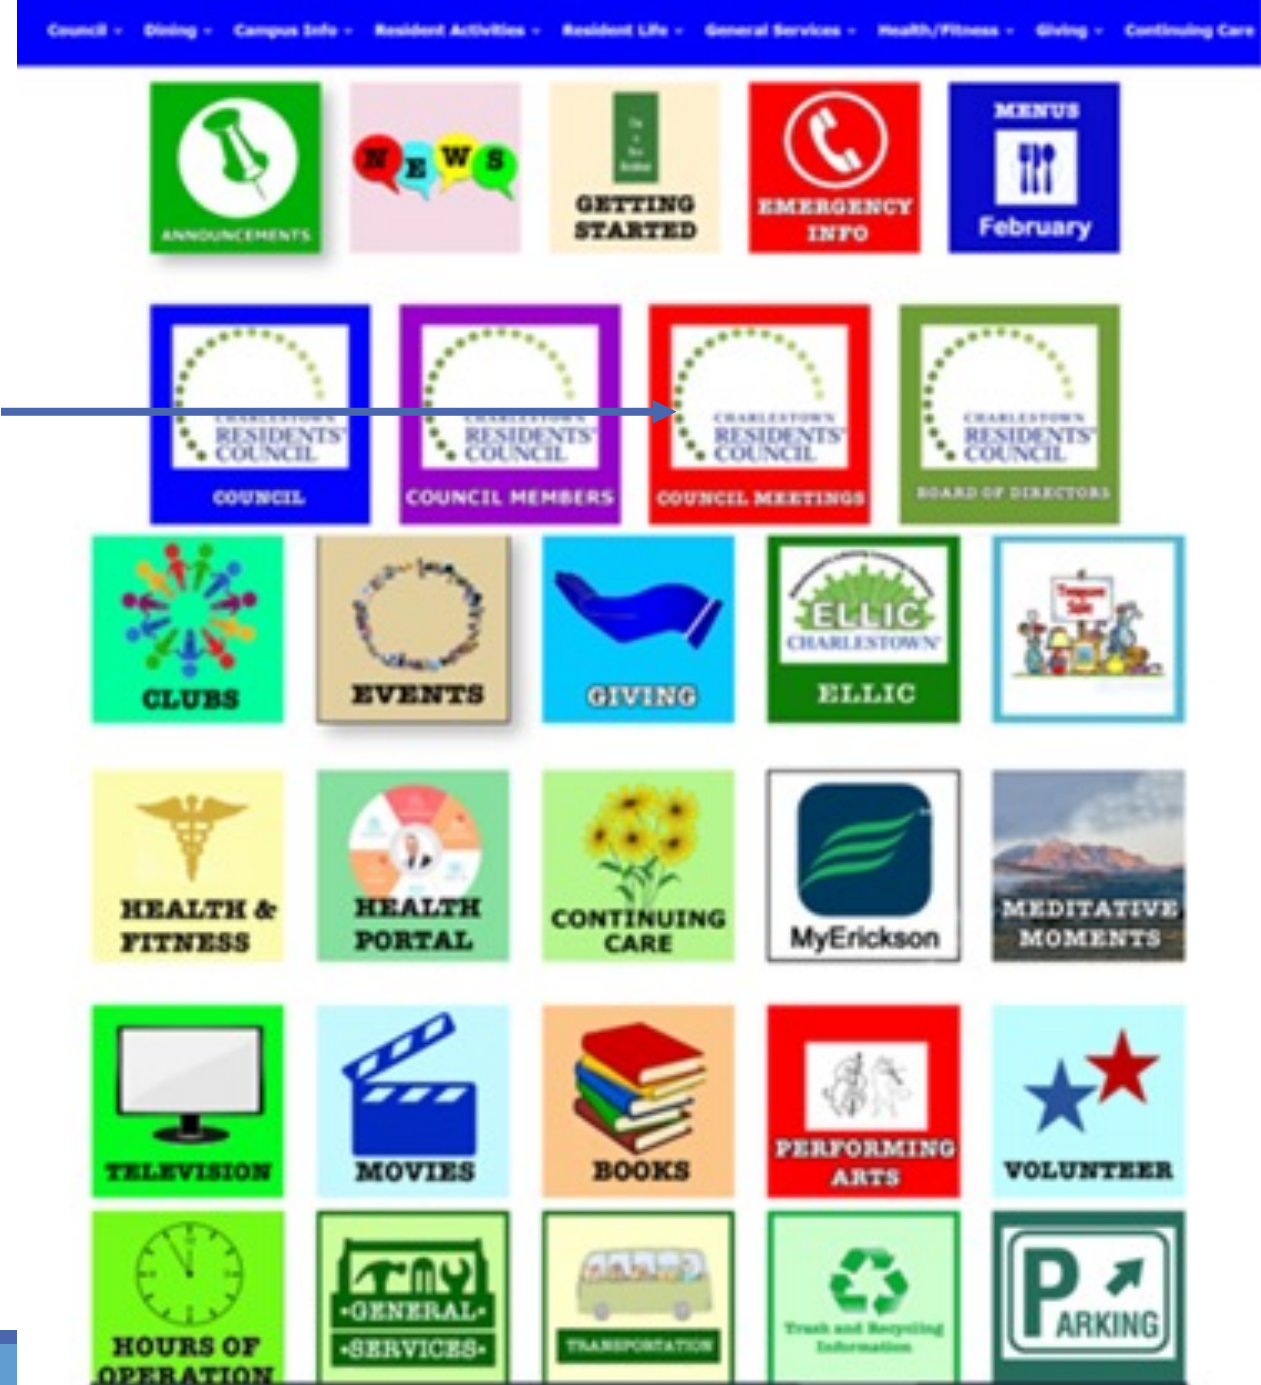 Council Dining Campus Info Resident Activities Resident Life General Services Health/Fitness Giving Continuing Care
ANNOUNCEMENTS
N E W S
GETTING
STARTED
EMERGENCY
INFO
MENUS
February
CHARLESTOWN
RESIDENTS'
COUNCIL
COUNCIL
CHARLESTOWN
RESIDENTS'
COUNCIL
COUNCIL MEMBERS
CHARLESTOWN
RESIDENTS'
COUNCIL
COUNCIL MEETINGS
CHARLESTOWN
RESIDENTS'
COUNCIL
BOARD OF DIRECTORS
CLUBS
EVENTS
GIVING
ELLIC
CHARLESTOWN
ELLIC
Treasure
Sale
HEALTH &
FITNESS
HEALTH
PORTAL
CONTINUING
CARE
MyErickson
MEDITATIVE
MOMENTS
TELEVISION
MOVIES
BOOKS
PERFORMING
ARTS
VOLUNTEER
HOURS OF
OPERATION
•GENERAL•
•SERVICES•
TRANSPORTATION
Trash and Recycling
Information
PARKING